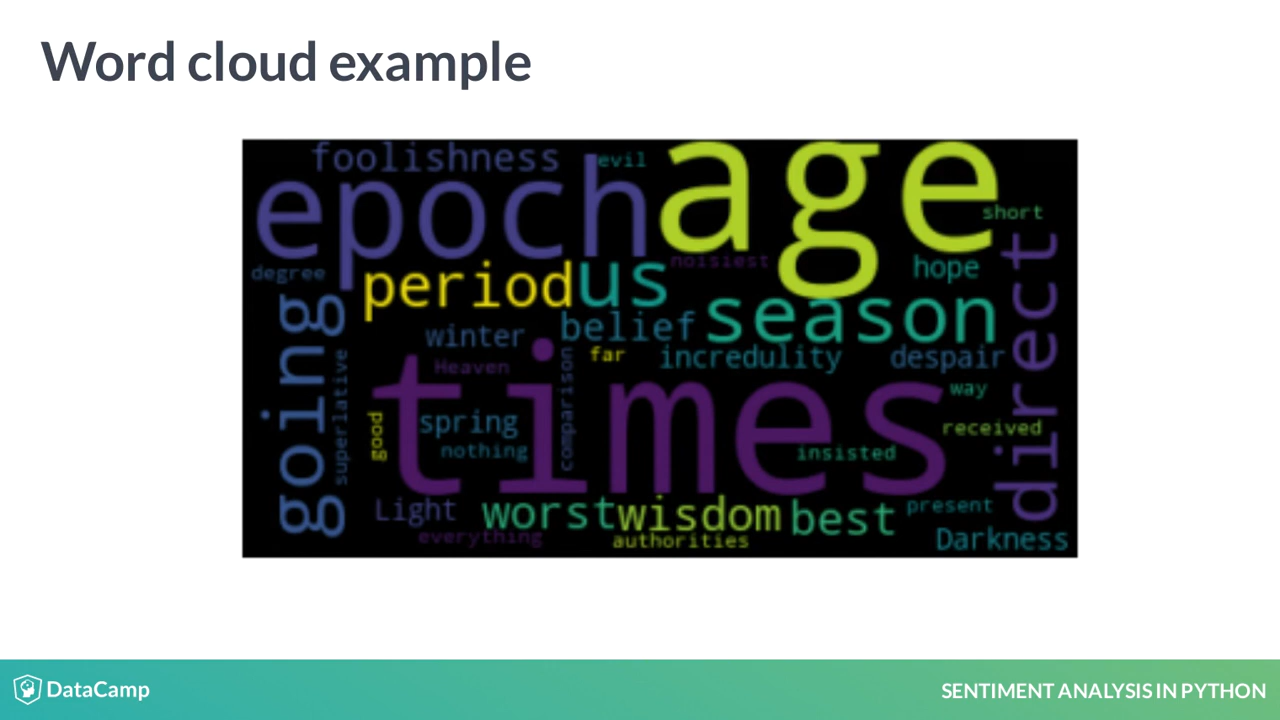 Word cloud example
foolishness
evil
age
epoch
short
direct
noisiest
hope
degree
period
us
season
going
belief
winter
far
incredulity
despair
Heaven
comparison
superlative
times
way
good
spring
received
nothing
insisted
Light
worst
wisdom
best
present
everything
authorities
Darkness
DataCamp
SENTIMENT ANALYSIS IN PYTHON